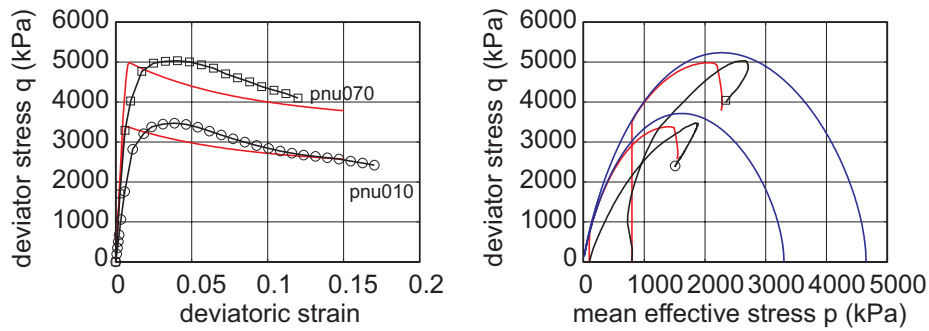 deviator stress q (kPa)
6000
5000
4000
3000
2000
1000
0
pnu070
pnu010
0 0.05 0.1 0.15 0.2
deviatoric strain
deviator stress q (kPa)
6000
5000
4000
3000
2000
1000
0
0 1000 2000 3000 4000 5000
mean effective stress p (kPa)